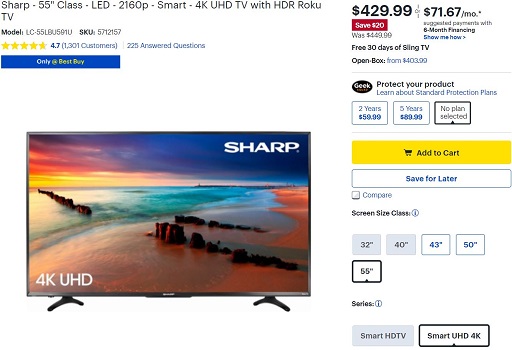 Sharp - 55" Class - LED - 2160p - Smart - 4K UHD TV with HDR Roku
TV
Model: LC-55LBU591U SKU: 5712157
4.7 (1,301 Customers) 225 Answered Questions
Only @ Best Buy
SHARP
4K UHD
SHARP
$429.99 or $71.67/mo.*
Save $20
Was $449.99
suggested payments with
6-Month Financing
Show me how >
Free 30 days of Sling TV
Open-Box: from $403.99
Geek
Protect your product
Learn about Standard Protection Plans
2 Years
$59.99
5 Years
$89.99
No plan
selected
Add to Cart
Save for Later
Compare
Screen Size Class:
32"
40"
43"
50"
55"
Series:
Smart HDTV
Smart UHD 4K